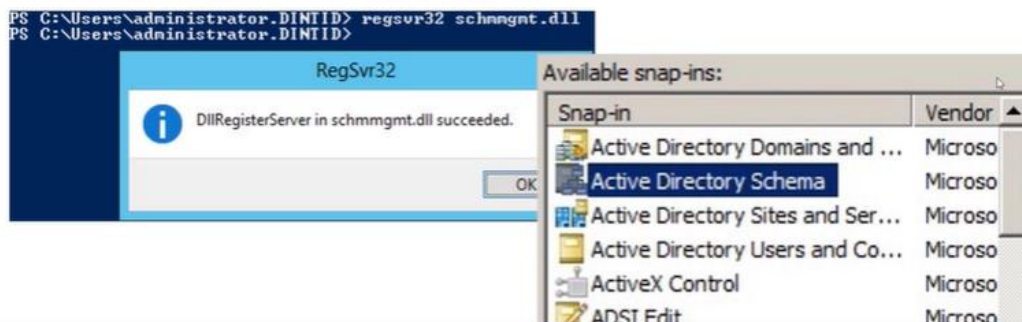 PS C:\Users\administrator.DINTID> regsvr32 schmmgmt.dll
PS C:\Users\administrator.DINTID>
RegSvr32
DllRegisterServer in schmmgmt.dll succeeded.
OK
Available snap-ins:
Snap-in Vendor
Active Directory Domains and ... Microso
Active Directory Schema Microso
Active Directory Sites and Ser... Microso
Active Directory Users and Co... Microso
ActiveX Control Microso
ADSI Edit Microso